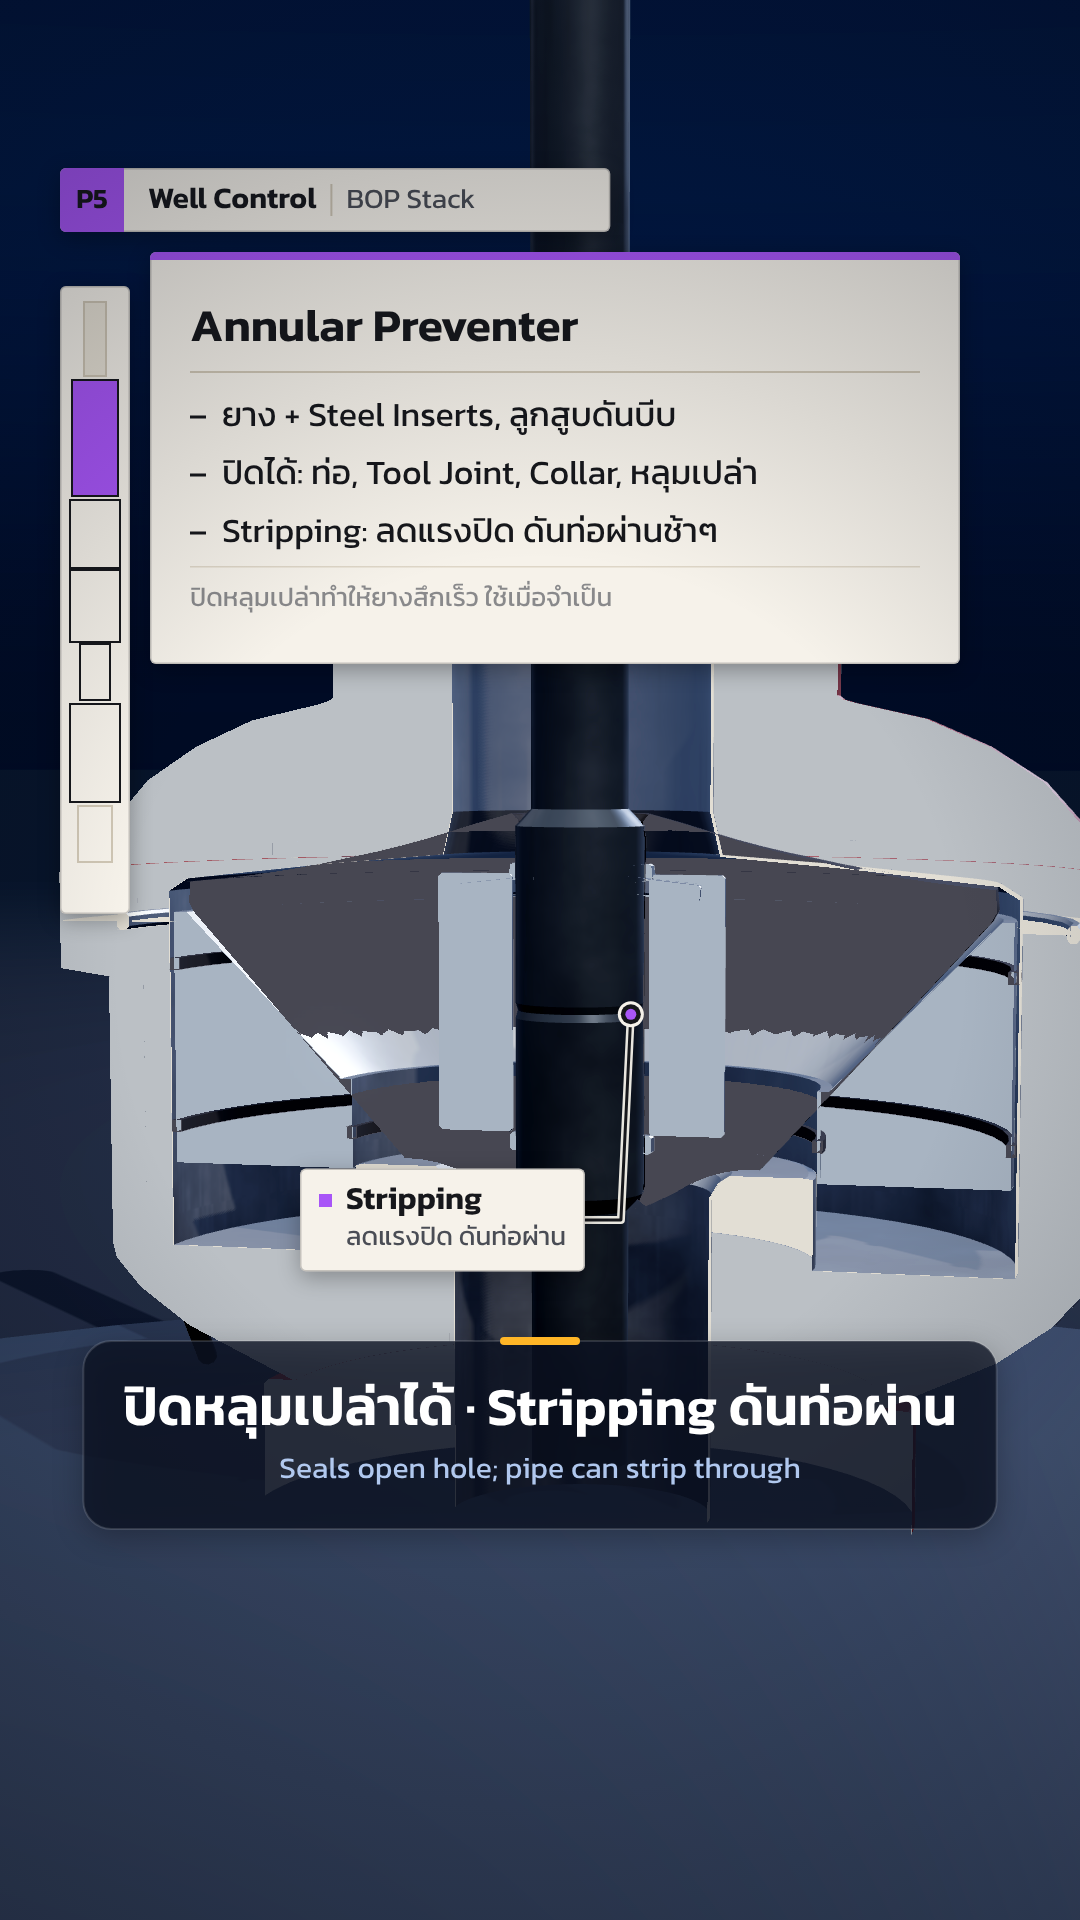 P5 Well Control | BOP Stack
Annular Preventer
– ยาง + Steel Inserts, ลูกสูบดันบีบ
– ปิดได้: ท่อ, Tool Joint, Collar, หลุมเปล่า
– Stripping: ลดแรงปิด ดันท่อผ่านช้าๆ
ปิดหลุมเปล่าทำให้ยางสึกเร็ว ใช้เมื่อจำเป็น
Stripping
ลดแรงปิด ดันท่อผ่าน
ปิดหลุมเปล่าได้ · Stripping ดันท่อผ่าน
Seals open hole; pipe can strip through